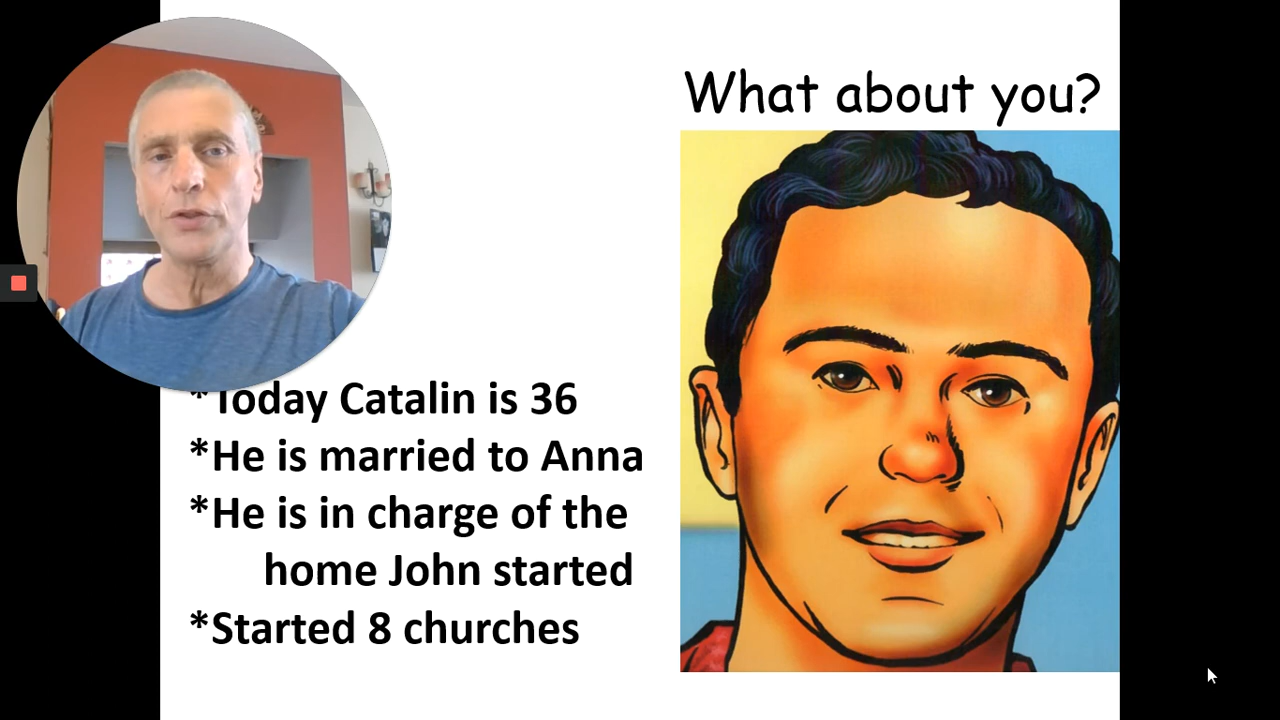 What about you?
*Today Catalin is 36
*He is married to Anna
*He is in charge of the
home John started
*Started 8 churches